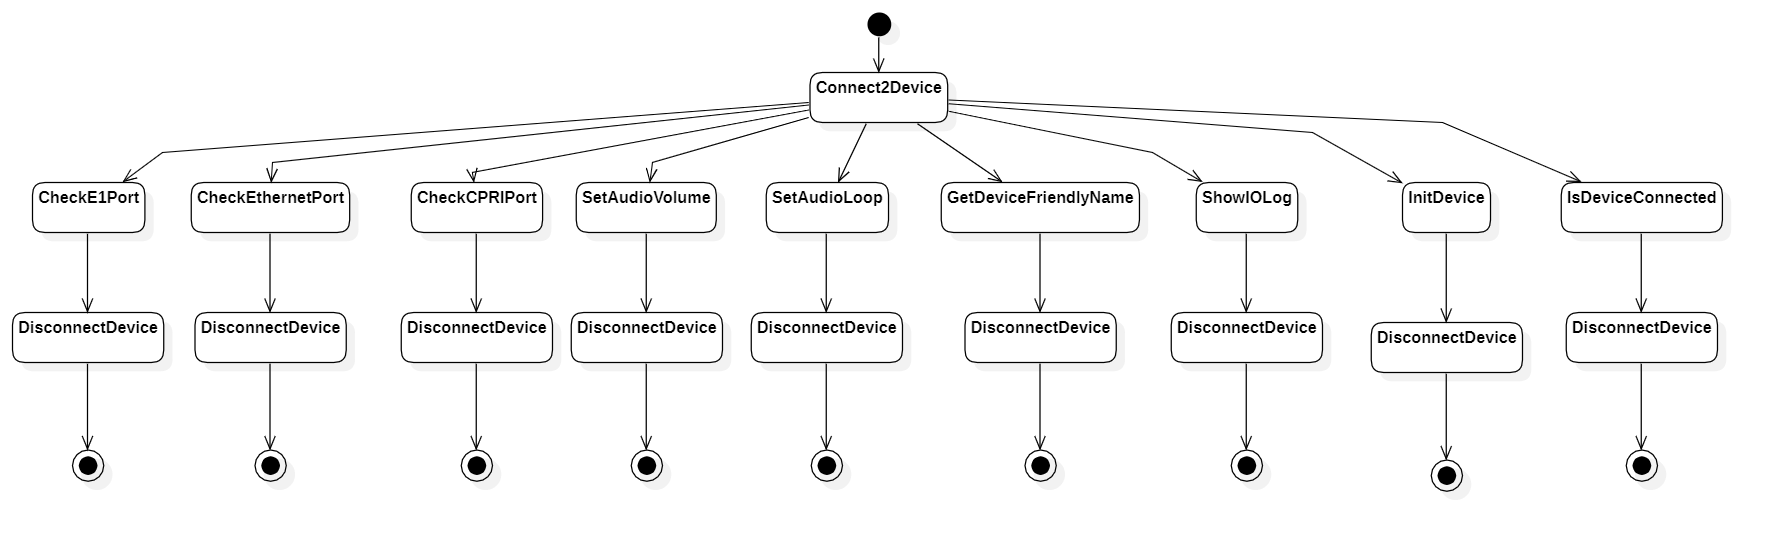 Connect2Device
CheckE1Port
CheckEthernetPort
CheckCPRIPort
SetAudioVolume
SetAudioLoop
GetDeviceFriendlyName
ShowIOLog
InitDevice
IsDeviceConnected
DisconnectDevice
DisconnectDevice
DisconnectDevice
DisconnectDevice
DisconnectDevice
DisconnectDevice
DisconnectDevice
DisconnectDevice
DisconnectDevice